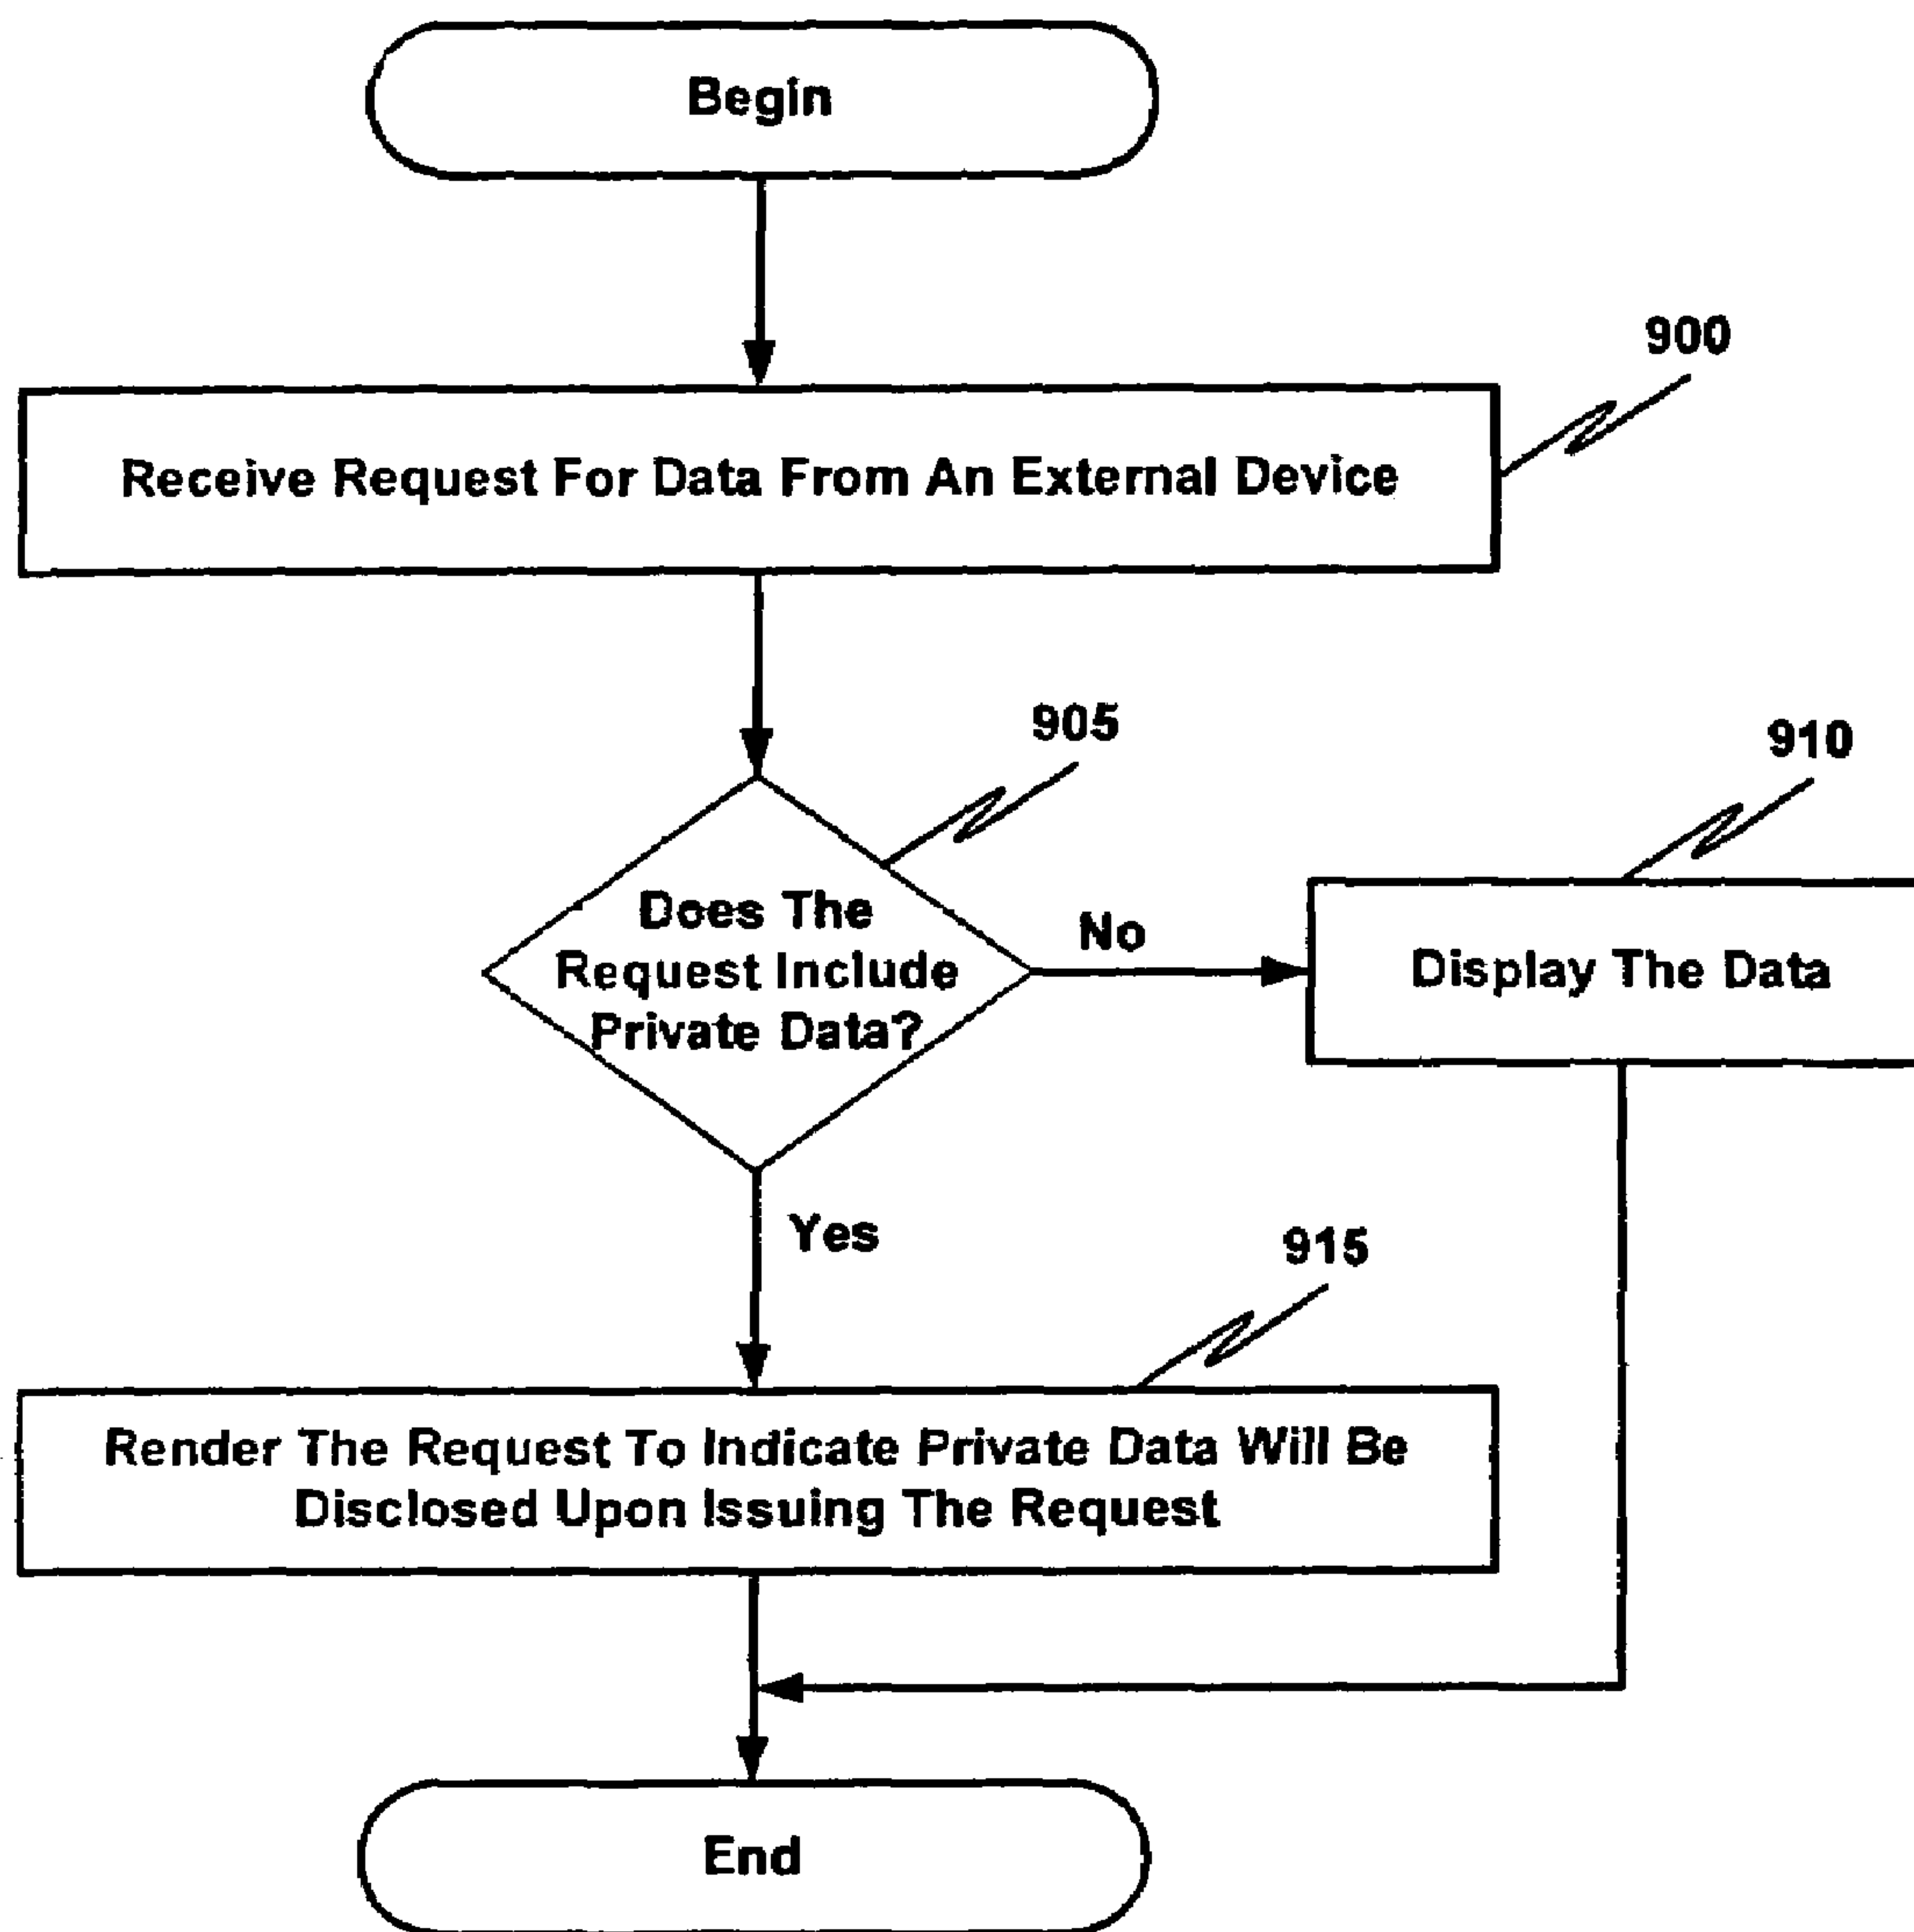 Begin
900
Receive Request For Data From An External Device
905
910
Does The
Request Include
Private Data?
No
Display The Data
Yes
915
Render The Request To Indicate Private Data Will Be
Disclosed Upon Issuing The Request
End